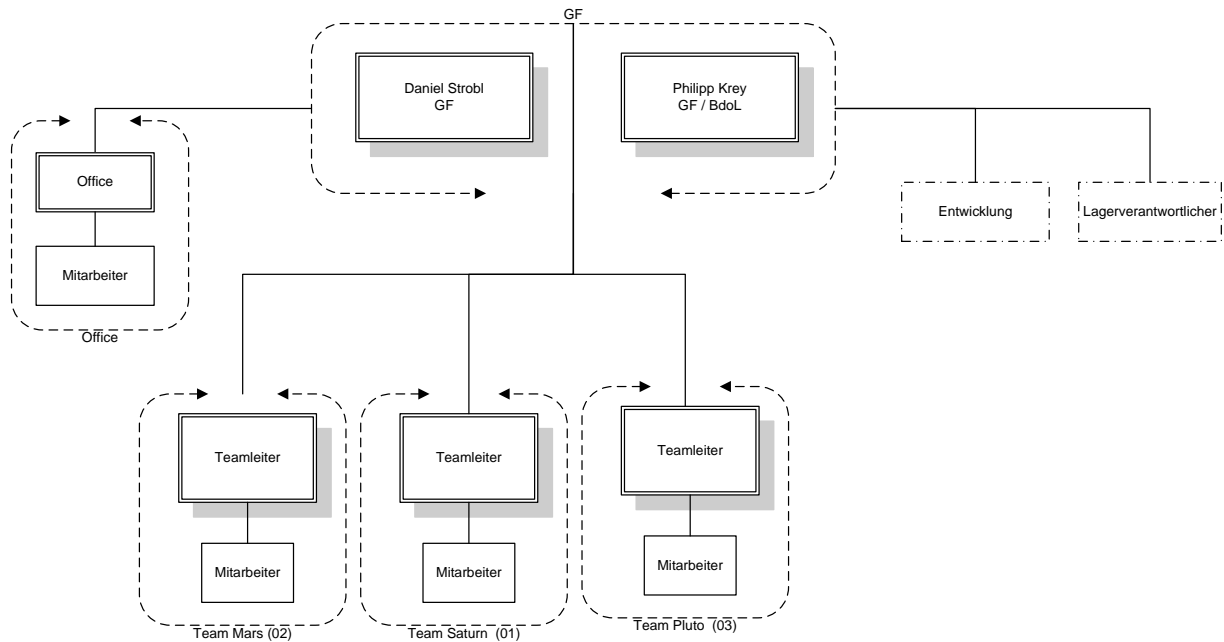 GF
Daniel Strobl
GF
Philipp Krey
GF / BdoL
Office
Mitarbeiter
Office
Entwicklung
Lagerverantwortlicher
Teamleiter
Mitarbeiter
Team Mars (02)
Teamleiter
Mitarbeiter
Team Saturn (01)
Teamleiter
Mitarbeiter
Team Pluto (03)